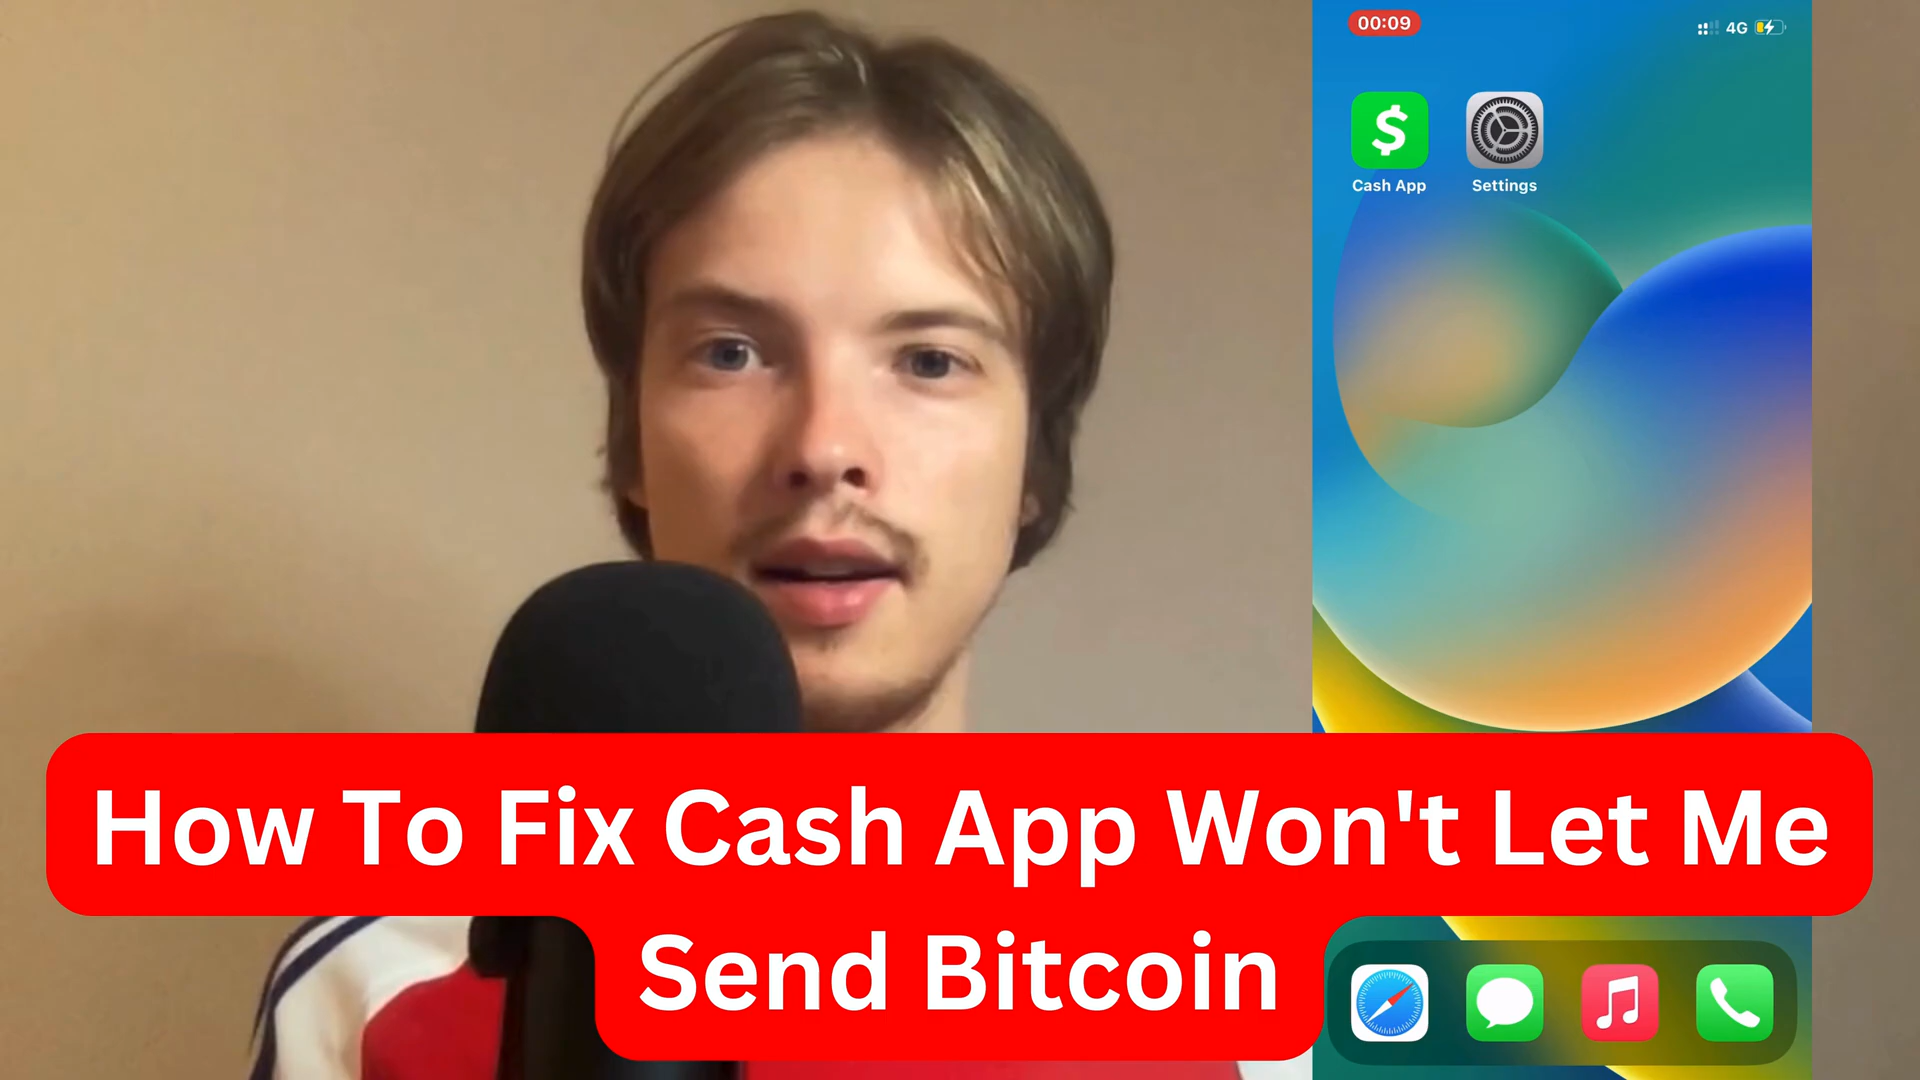 00:09
4G
Cash App
Settings
How To Fix Cash App Won't Let Me
Send Bitcoin